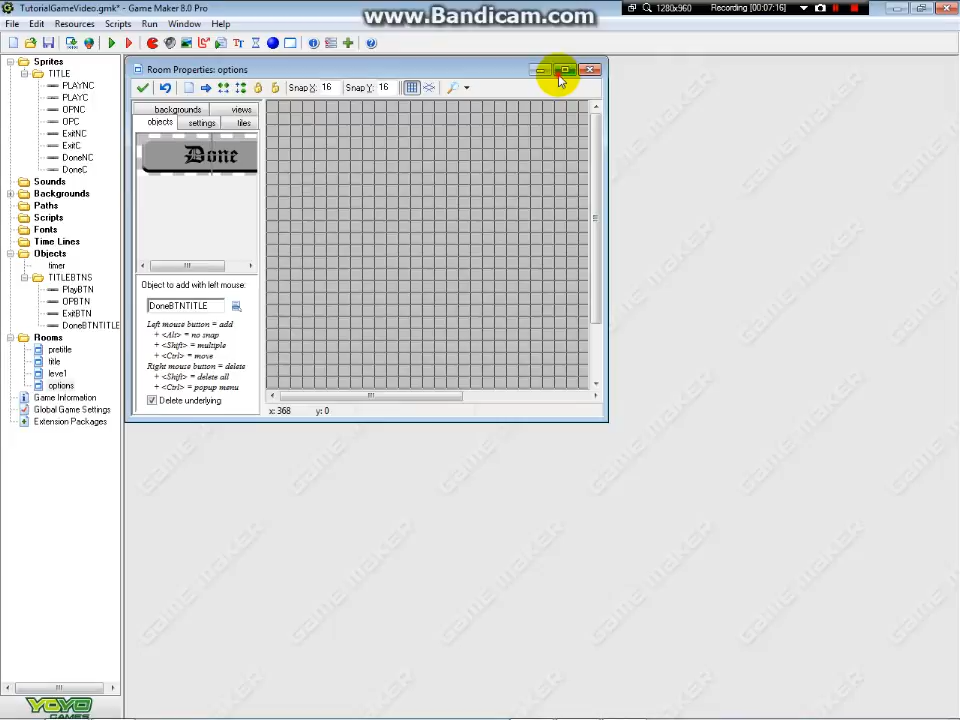 TutorialGameVideo.gmk* - Game Maker 8.0 Pro
www.Bandicam.com
1280x960
Recording [00:07:16]
File Edit Resources Scripts Run Window Help
Sprites
TITLE
PLAYNC
PLAYC
OPNC
OPC
ExitNC
ExitC
DoneNC
DoneC
Sounds
Backgrounds
Paths
Scripts
Fonts
Time Lines
Objects
timer
TITLEBTNS
PlayBTN
OPBTN
ExitBTN
DoneBTNTITLE
Rooms
pretitle
title
level1
options
Game Information
Global Game Settings
Extension Packages
YOYO
GAMES
Room Properties: options
Snap X: 16 Snap Y: 16
backgrounds views
objects settings tiles
Done
Object to add with left mouse:
DoneBTNTITLE
Left mouse button = add
+ <Alt> = no snap
+ <Shift> = multiple
+ <Ctrl> = move
Right mouse button = delete
+ <Shift> = delete all
+ <Ctrl> = popup menu
Delete underlying
x: 368 y: 0
GAME MAKER